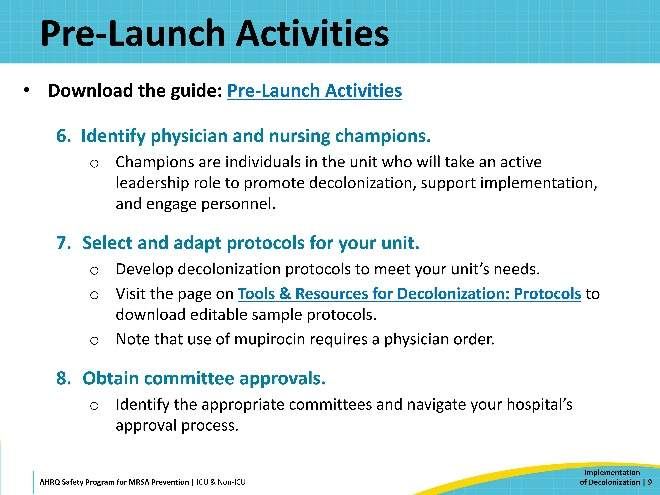 Pre-Launch Activities
• Download the guide: Pre-Launch Activities
6. Identify physician and nursing champions.
o Champions are individuals in the unit who will take an active
leadership role to promote decolonization, support implementation,
and engage personnel.
7. Select and adapt protocols for your unit.
o Develop decolonization protocols to meet your unit's needs.
o Visit the page on Tools & Resources for Decolonization: Protocols to
download editable sample protocols.
o Note that use of mupirocin requires a physician order.
8. Obtain committee approvals.
o Identify the appropriate committees and navigate your hospital's
approval process.
AHRQ Safety Program for MRSA Prevention | ICU & Non-ICU
Implementation
of Decolonization | 9